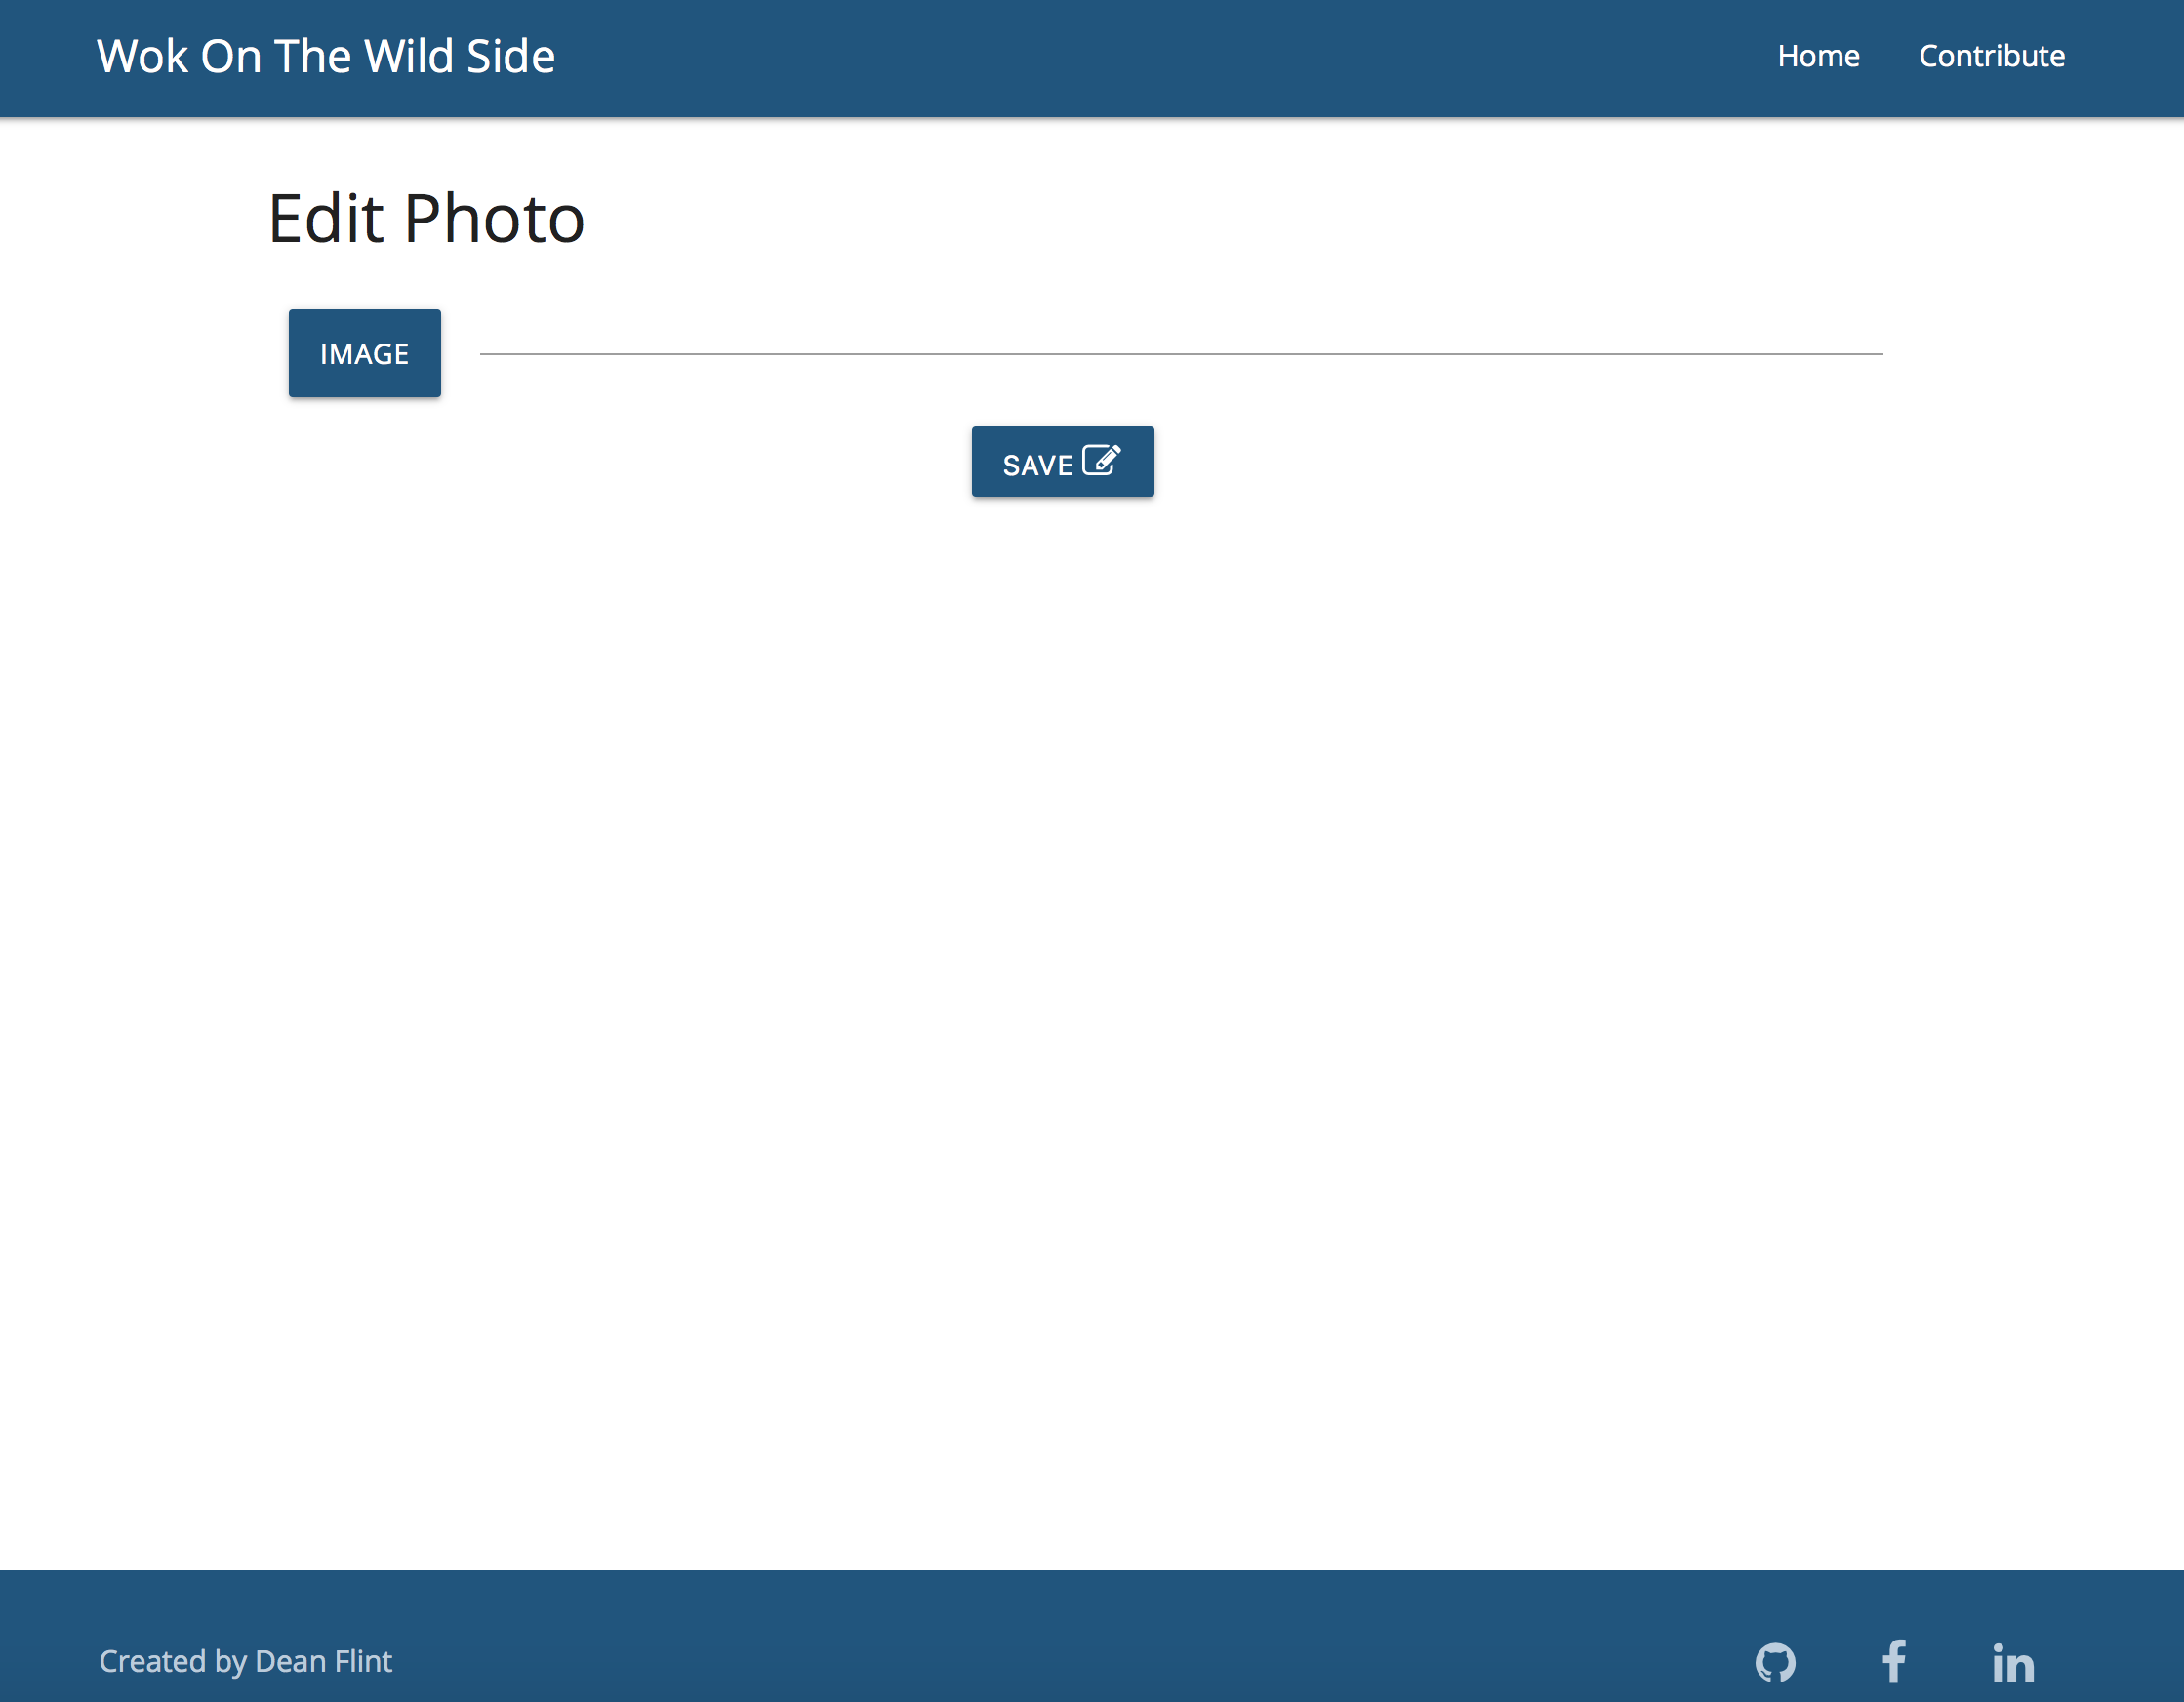 Wok On The Wild Side
Home Contribute
Edit Photo
IMAGE
SAVE
Created by Dean Flint